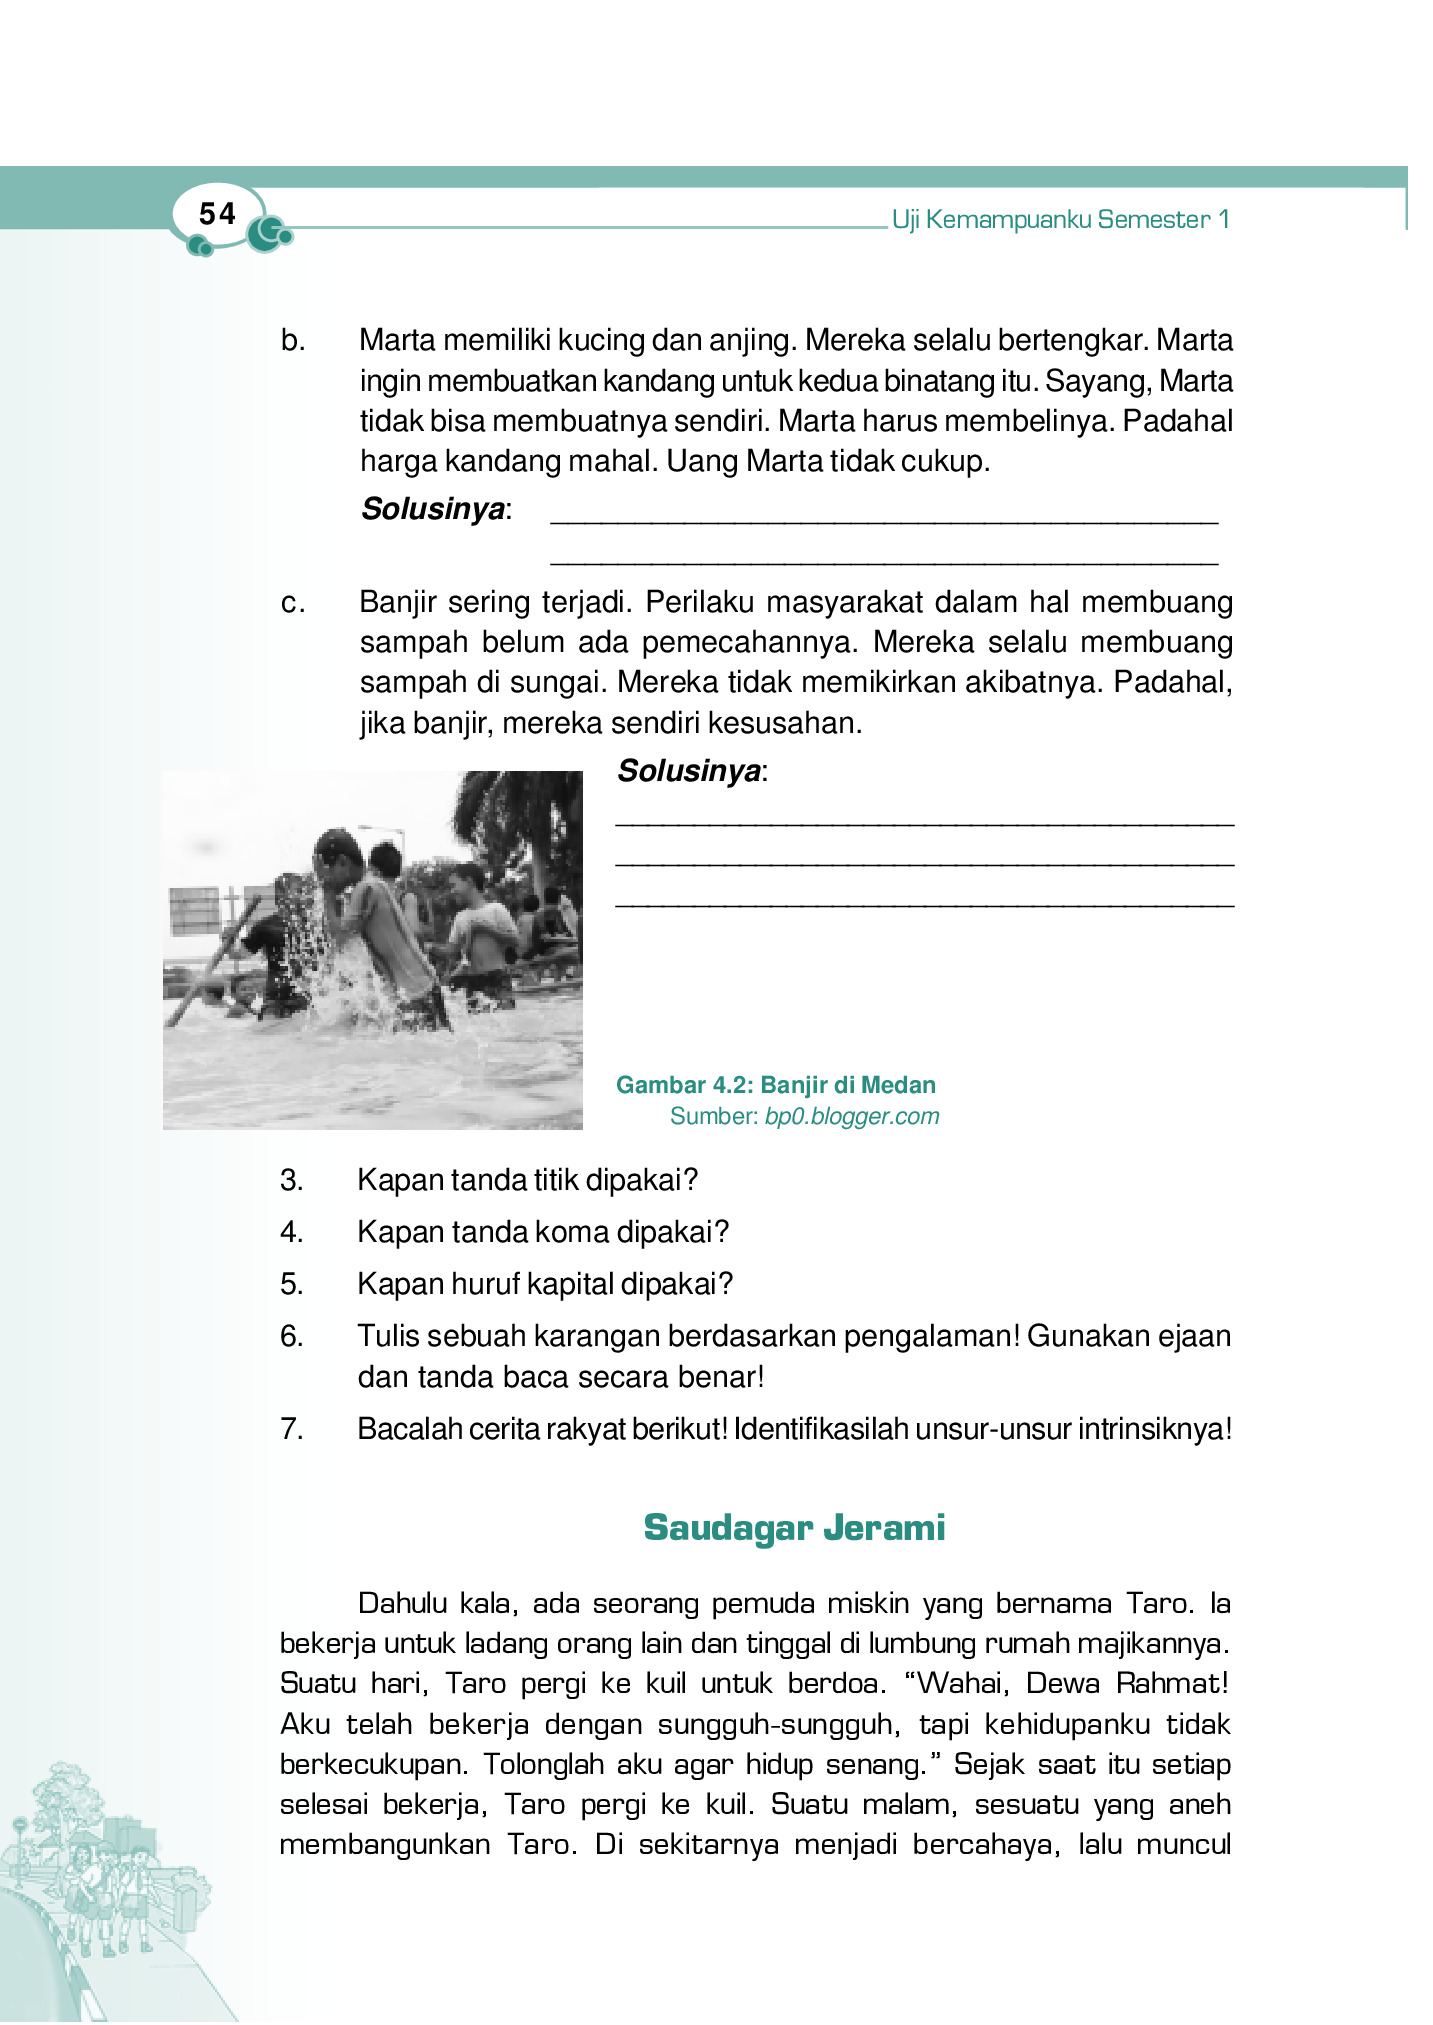 54
Uji Kemampuanku Semester 1
b. Marta memiliki kucing dan anjing. Mereka selalu bertengkar. Marta
ingin membuatkan kandang untuk kedua binatang itu. Sayang, Marta
tidak bisa membuatnya sendiri. Marta harus membelinya. Padahal
harga kandang mahal. Uang Marta tidak cukup.
Solusinya: ________________________________________
________________________________________
c. Banjir sering terjadi. Perilaku masyarakat dalam hal membuang
sampah belum ada pemecahannya. Mereka selalu membuang
sampah di sungai. Mereka tidak memikirkan akibatnya. Padahal,
jika banjir, mereka sendiri kesusahan.
Solusinya:
________________________________________
________________________________________
________________________________________
Gambar 4.2: Banjir di Medan
Sumber: bp0.blogger.com
3. Kapan tanda titik dipakai?
4. Kapan tanda koma dipakai?
5. Kapan huruf kapital dipakai?
6. Tulis sebuah karangan berdasarkan pengalaman! Gunakan ejaan
dan tanda baca secara benar!
7. Bacalah cerita rakyat berikut! Identifikasilah unsur-unsur intrinsiknya!
Saudagar Jerami
Dahulu kala, ada seorang pemuda miskin yang bernama Taro. Ia
bekerja untuk ladang orang lain dan tinggal di lumbung rumah majikannya.
Suatu hari, Taro pergi ke kuil untuk berdoa. “Wahai, Dewa Rahmat!
Aku telah bekerja dengan sungguh-sungguh, tapi kehidupanku tidak
berkecukupan. Tolonglah aku agar hidup senang.” Sejak saat itu setiap
selesai bekerja, Taro pergi ke kuil. Suatu malam, sesuatu yang aneh
membangunkan Taro. Di sekitarnya menjadi bercahaya, lalu muncul